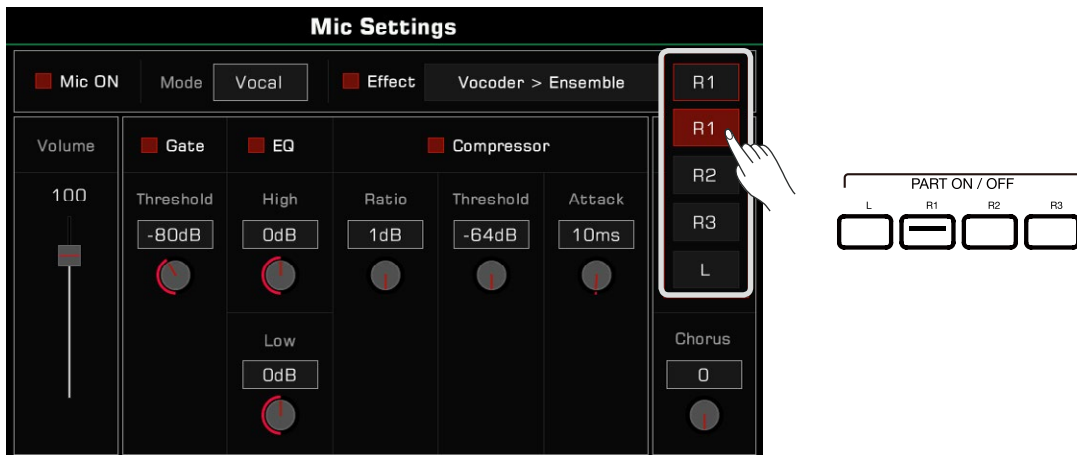 Mic Settings
Mic ON Mode Vocal Effect Vocoder > Ensemble R1
R1
R2
R3
L
Volume Gate EQ Compressor
100 Threshold High Ratio Threshold Attack
-80dB 0dB 1dB -64dB 10ms
Low Chorus
0dB 0
PART ON / OFF
L R1 R2 R3